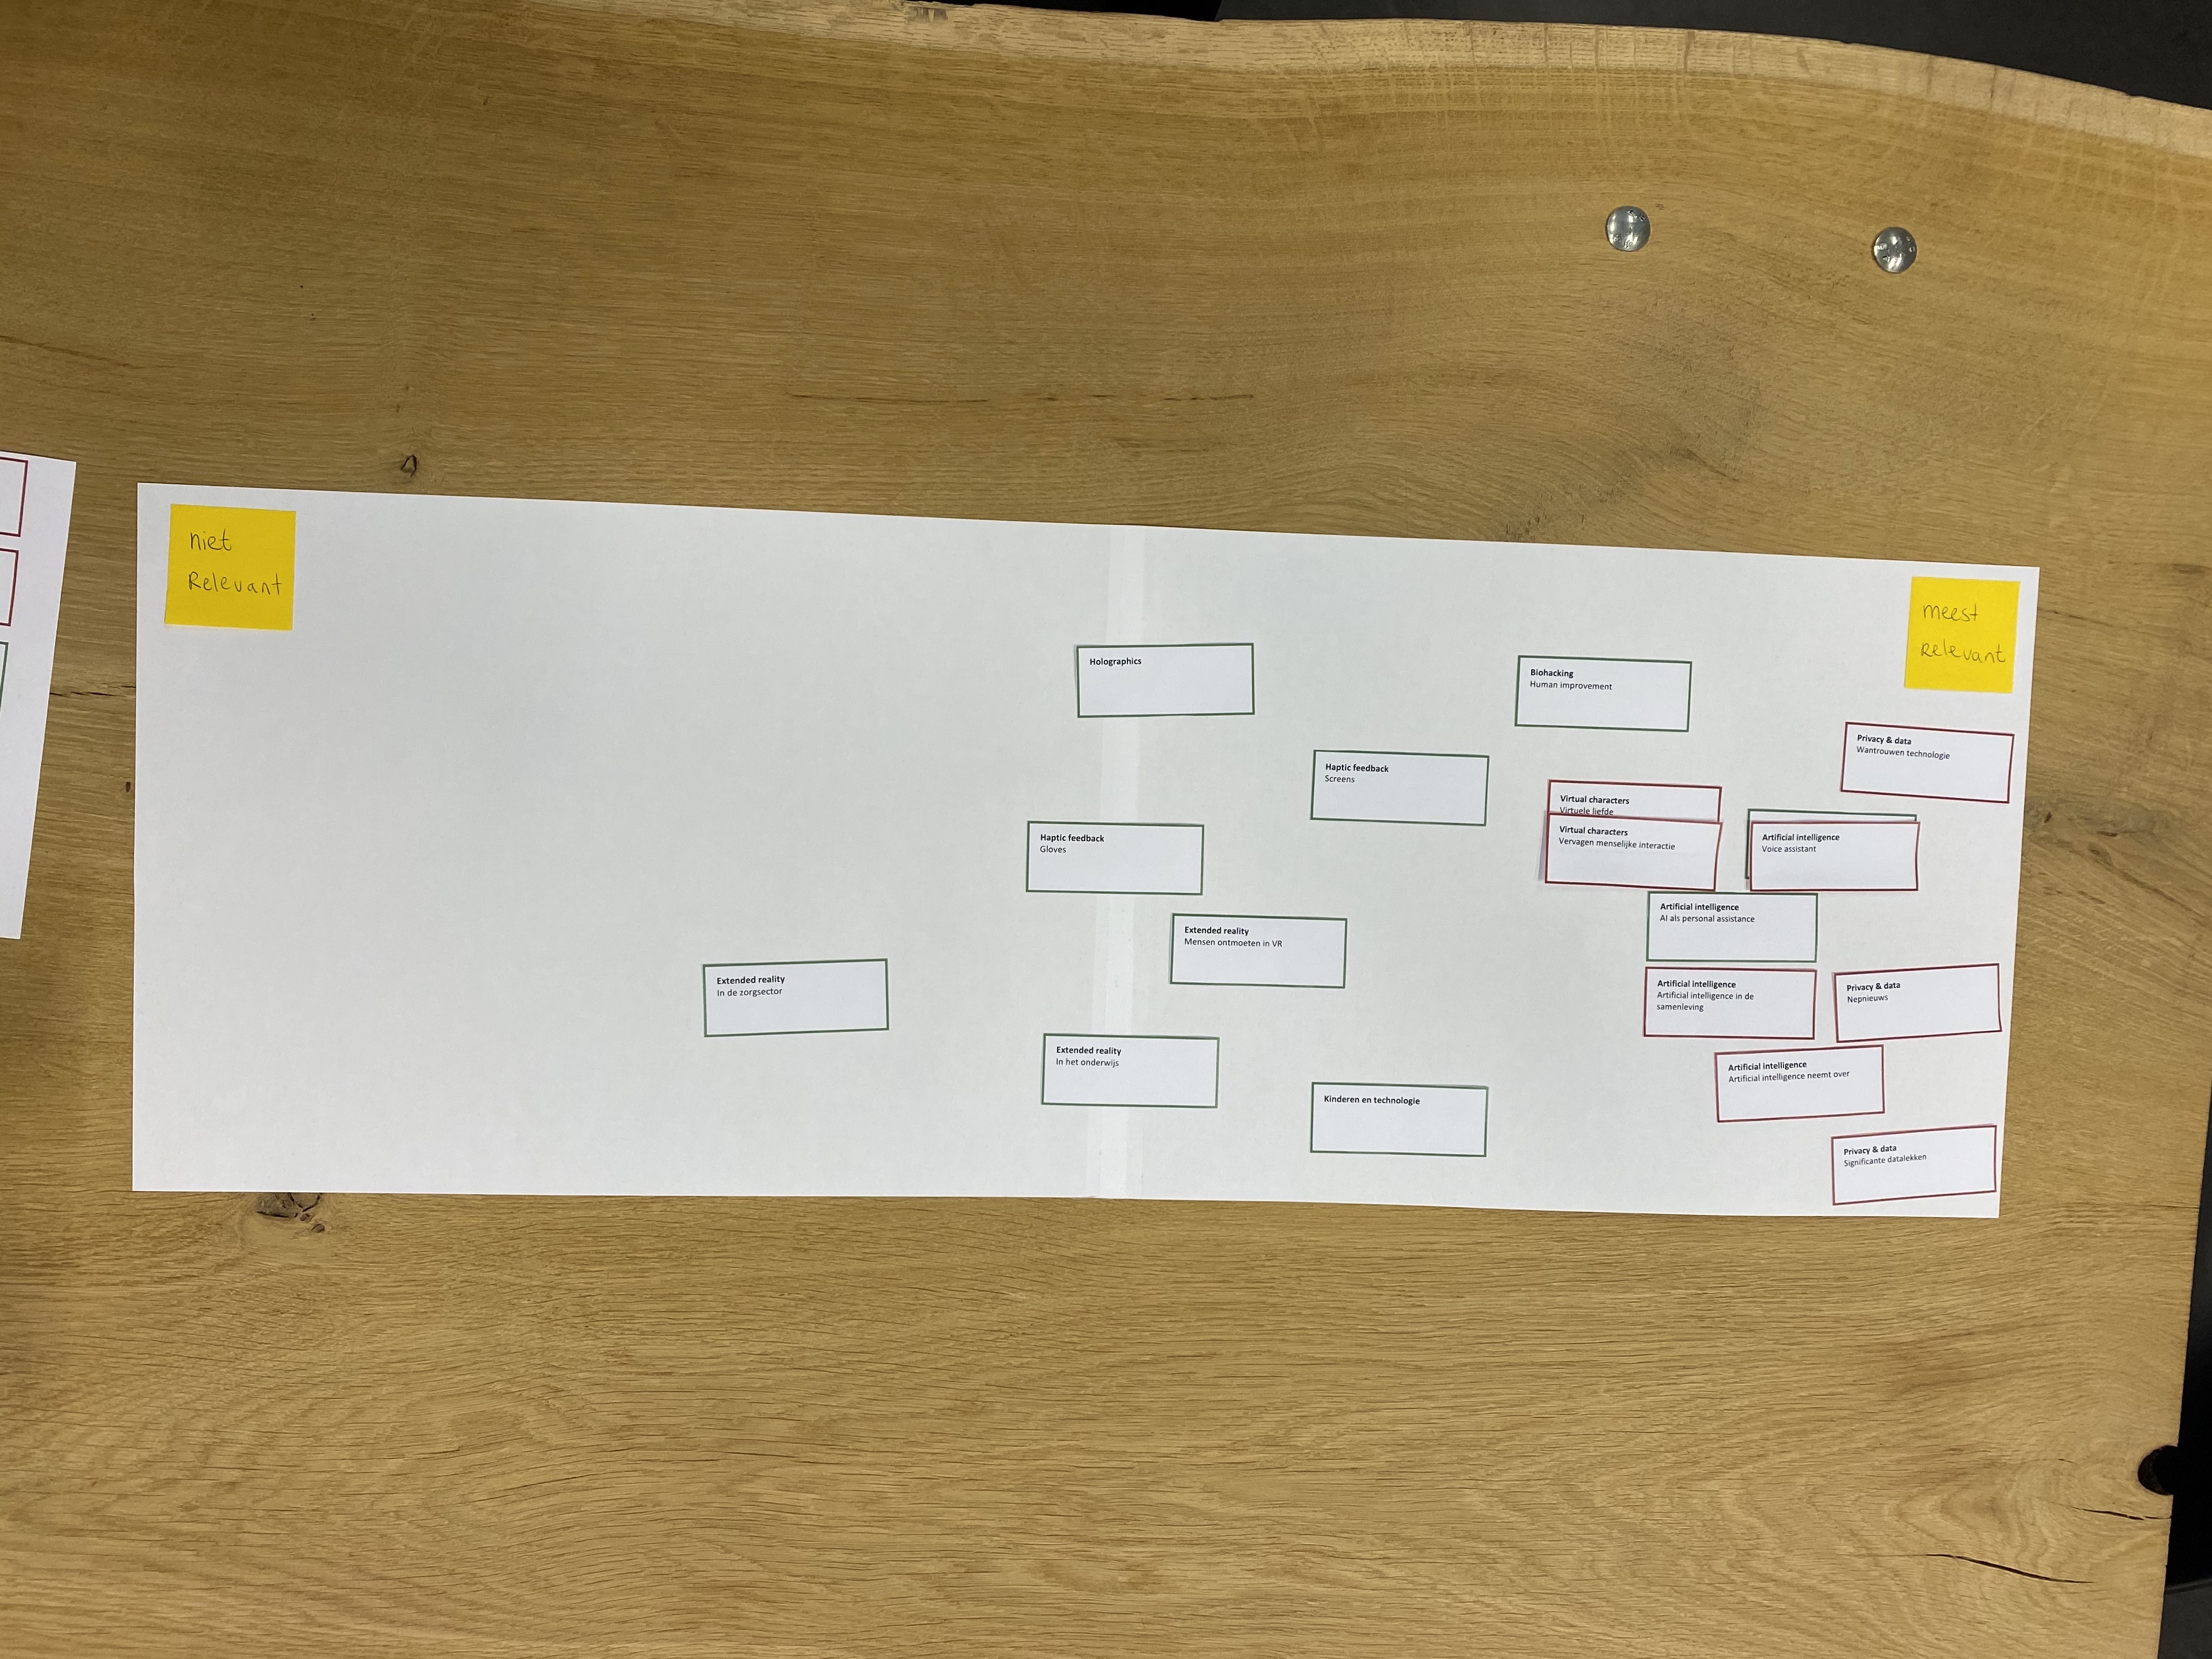 niet
Relevant
meest
Relevant
Holographics
Biohacking
Human improvement
Privacy & data
Wantrouwen technologie
Haptic feedback
Screens
Virtual characters
Virtuele liefde
Virtual characters
Vervagen menselijke interactie
Artificial intelligence
Voice assistant
Haptic feedback
Gloves
Artificial intelligence
AI als personal assistance
Extended reality
Mensen ontmoeten in VR
Extended reality
In de zorgsector
Artificial intelligence
Artificial intelligence in de
samenleving
Privacy & data
Nepnieuws
Extended reality
In het onderwijs
Artificial intelligence
Artificial intelligence neemt over
Kinderen en technologie
Privacy & data
Significante datalekken